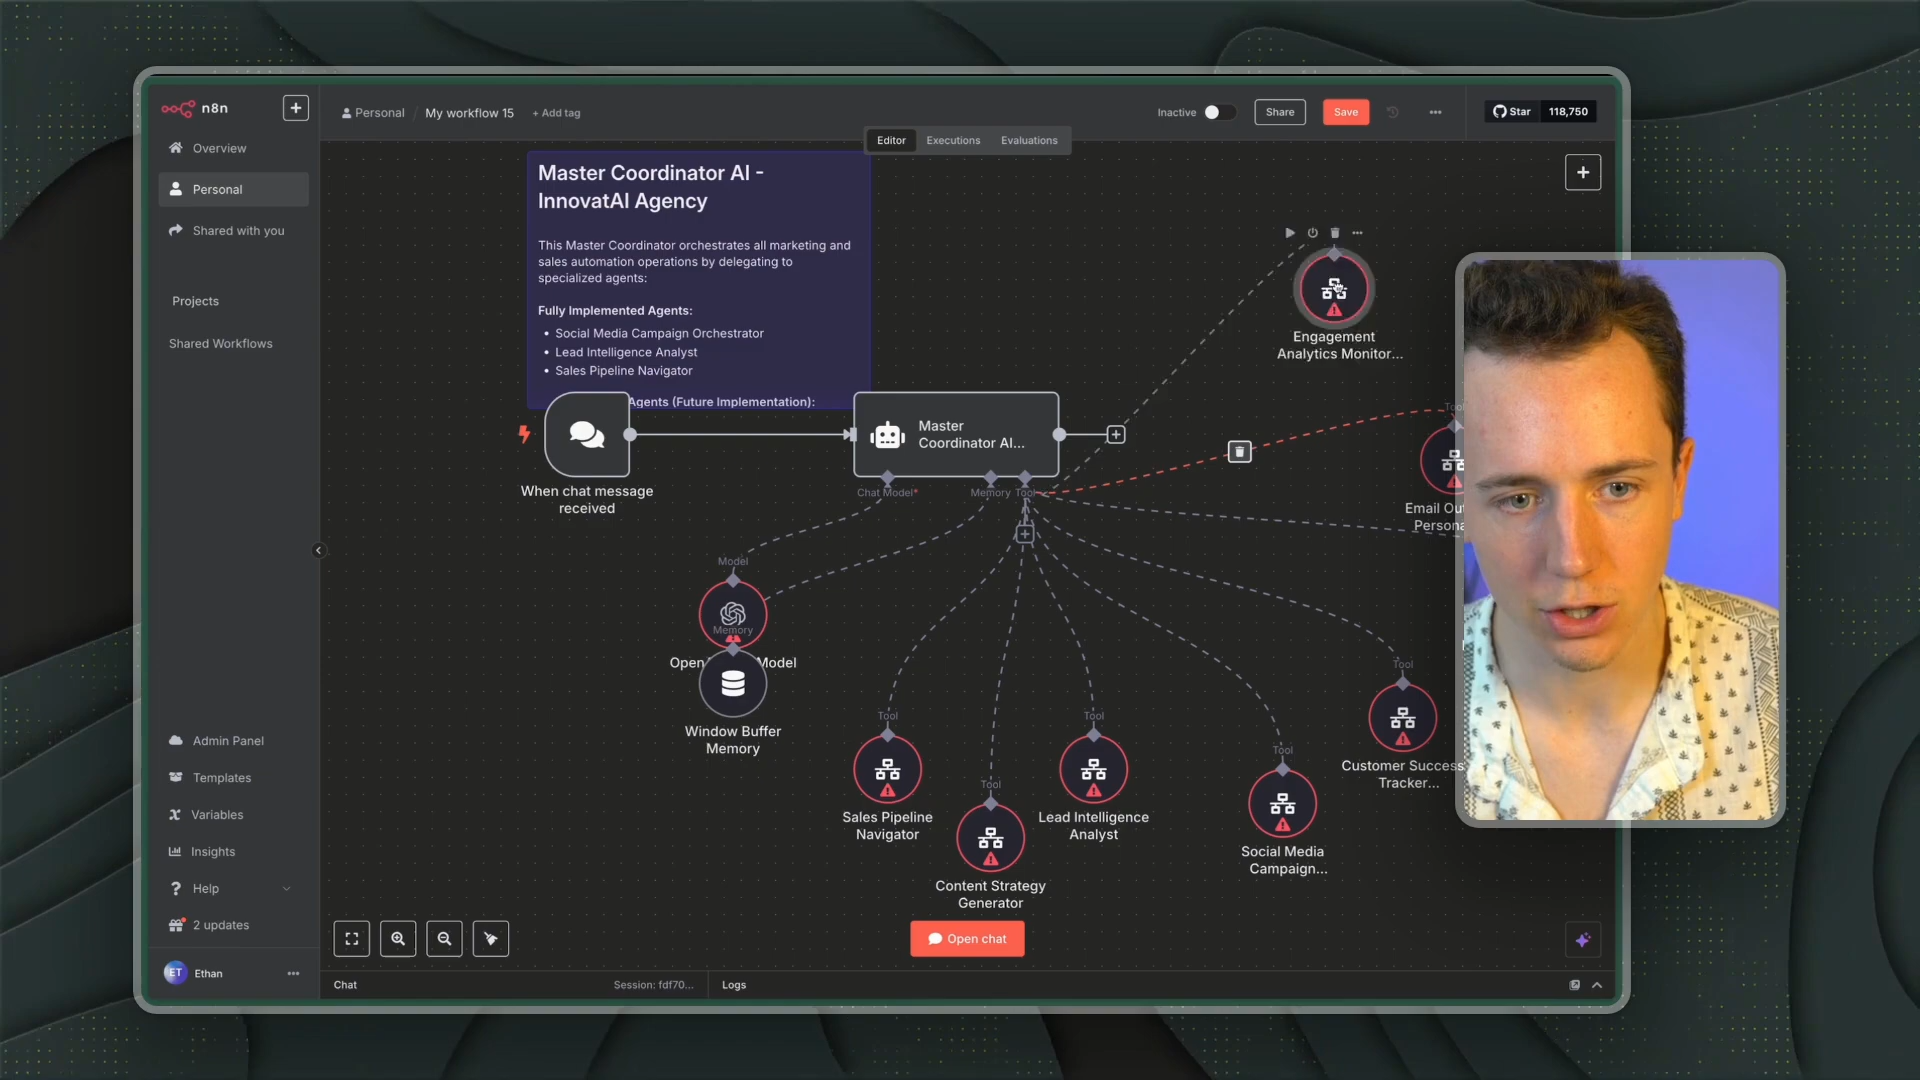 n8n
Personal / My workflow 15 + Add tag
Inactive
Share
Save
Star 118,750
Editor Executions Evaluations
Overview
Personal
Shared with you
Projects
Shared Workflows
Master Coordinator AI -
InnovatAI Agency
This Master Coordinator orchestrates all marketing and
sales automation operations by delegating to
specialized agents:
Fully Implemented Agents:
• Social Media Campaign Orchestrator
• Lead Intelligence Analyst
• Sales Pipeline Navigator
Agents (Future Implementation):
Engagement
Analytics Monitor...
Master
Coordinator AI...
When chat message
received
Chat Model*
Memory
Tool
Tool
Email Ou
Persona
Model
Memory
Open Model
Window Buffer
Memory
Tool
Sales Pipeline
Navigator
Tool
Content Strategy
Generator
Tool
Lead Intelligence
Analyst
Tool
Social Media
Campaign...
Tool
Customer Success
Tracker...
Admin Panel
Templates
Variables
Insights
Help
2 updates
ET Ethan
Open chat
Chat
Session: fdf70...
Logs